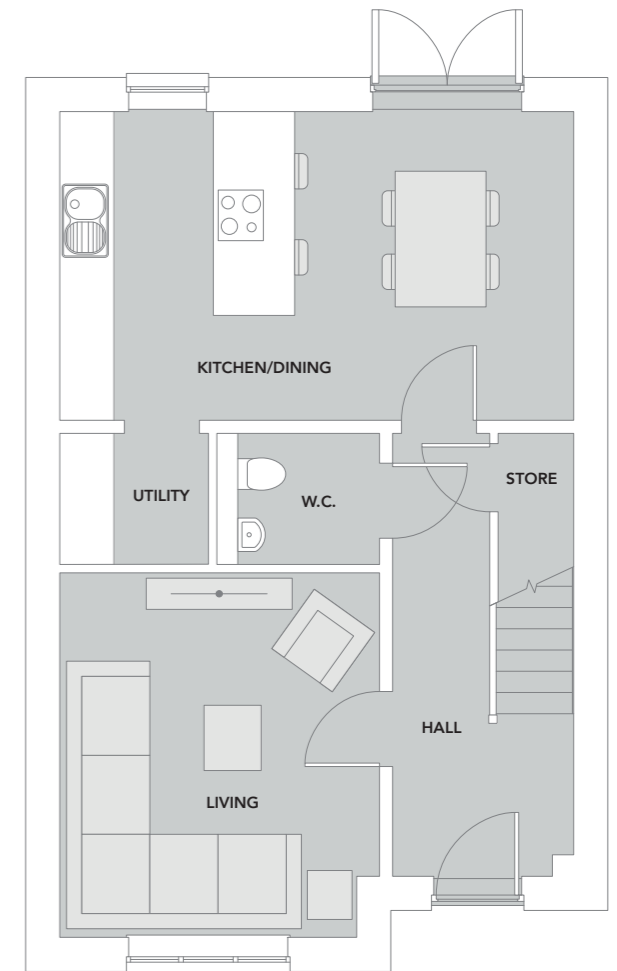 KITCHEN/DINING
UTILITY
W.C.
STORE
HALL
LIVING